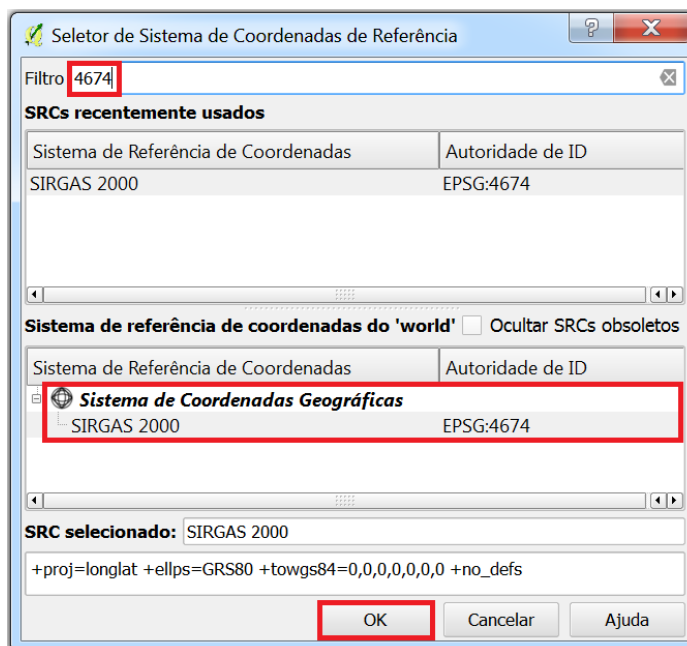 Seletor de Sistema de Coordenadas de Referência
Filtro 4674
SRCs recentemente usados
Sistema de Referência de Coordenadas Autoridade de ID
SIRGAS 2000 EPSG:4674
Sistema de referência de coordenadas do 'world' Ocultar SRCs obsoletos
Sistema de Referência de Coordenadas Autoridade de ID
Sistema de Coordenadas Geográficas
SIRGAS 2000 EPSG:4674
SRC selecionado: SIRGAS 2000
+proj=longlat +ellps=GRS80 +towgs84=0,0,0,0,0,0,0 +no_defs
OK Cancelar Ajuda